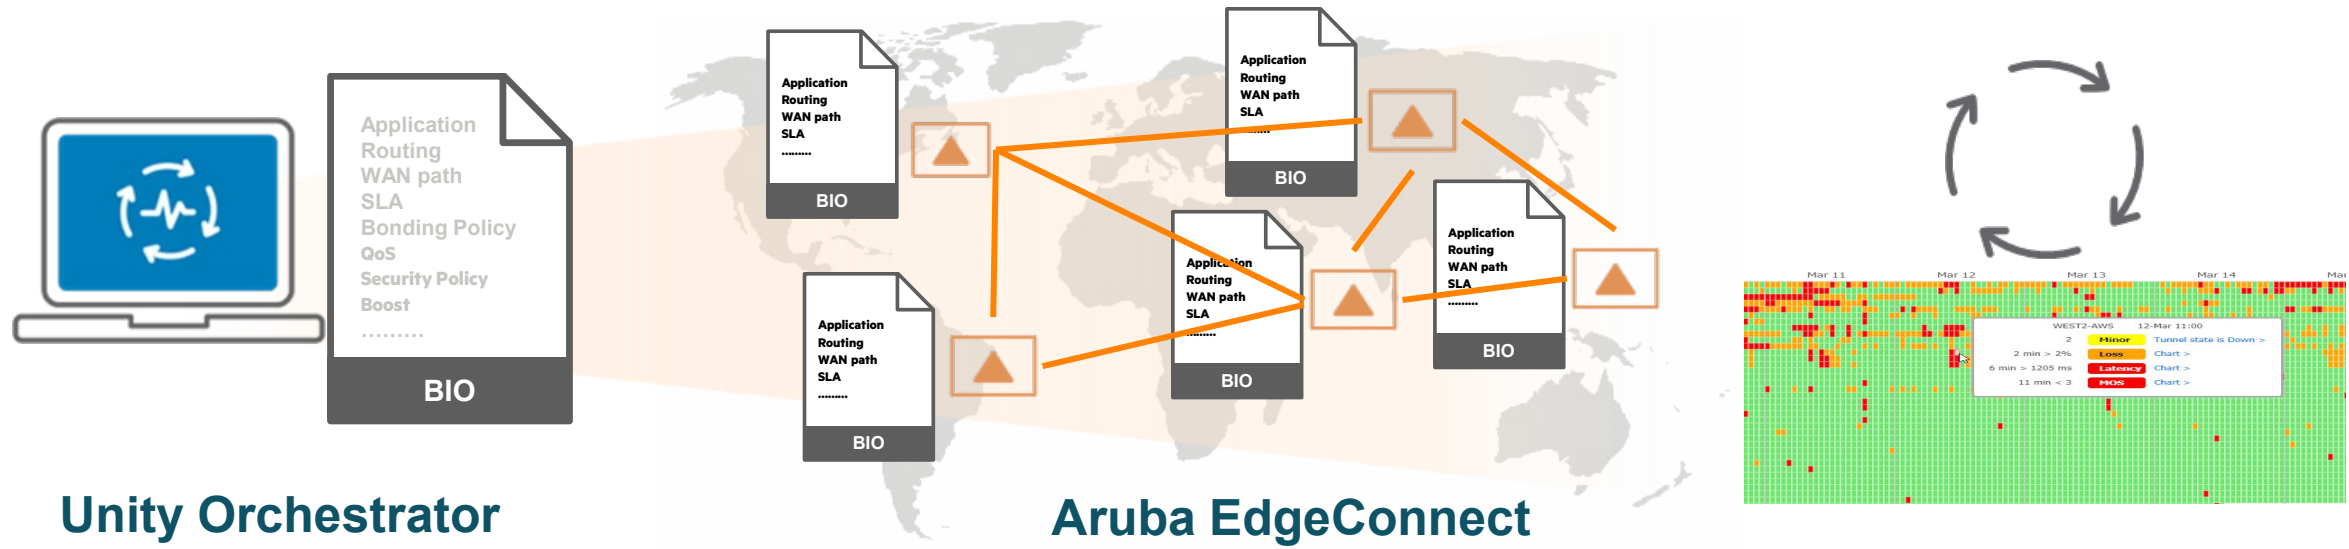 Application
Routing
WAN path
SLA
Bonding Policy
QoS
Security Policy
Boost
.........
BIO
Unity Orchestrator
Application
Routing
WAN path
SLA
.........
BIO
Application
Routing
WAN path
SLA
.........
BIO
Application
Routing
WAN path
SLA
.........
BIO
Application
Routing
WAN path
SLA
.........
BIO
Application
Routing
WAN path
SLA
.........
BIO
Aruba EdgeConnect
Mar 11 Mar 12 Mar 13 Mar 14 Mar
WEST2-AWS 12-Mar 11:00
2 Minor Tunnel state is Down >
2 min > 2% Loss Chart >
6 min > 1205 ms Latency Chart >
11 min < 3 MOS Chart >